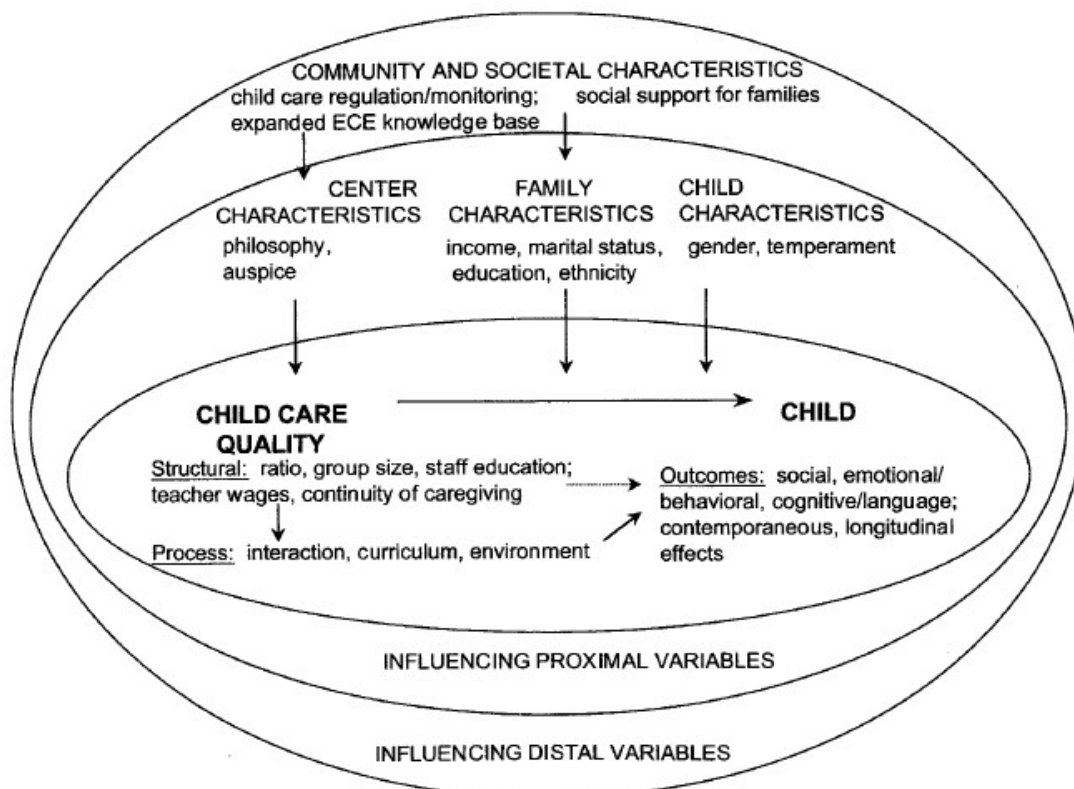 COMMUNITY AND SOCIETAL CHARACTERISTICS
child care regulation/monitoring;
expanded ECE knowledge base
social support for families
CENTER
CHARACTERISTICS
philosophy,
auspice
FAMILY
CHARACTERISTICS
income, marital status,
education, ethnicity
CHILD
CHARACTERISTICS
gender, temperament
CHILD CARE
QUALITY
Structural: ratio, group size, staff education;
teacher wages, continuity of caregiving
Process: interaction, curriculum, environment
CHILD
Outcomes: social, emotional/
behavioral, cognitive/language;
contemporaneous, longitudinal
effects
INFLUENCING PROXIMAL VARIABLES
INFLUENCING DISTAL VARIABLES